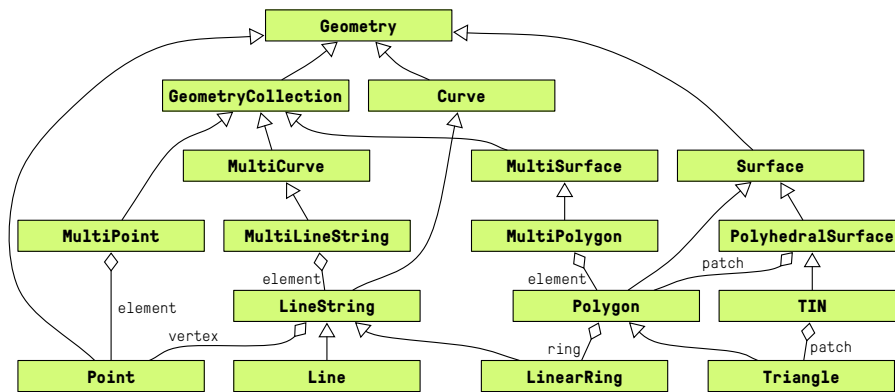 Geometry
GeometryCollection
Curve
MultiCurve
MultiSurface
Surface
MultiPoint
MultiLineString
MultiPolygon
PolyhedralSurface
element
element
patch
element
LineString
Polygon
TIN
vertex
ring
patch
Point
Line
LinearRing
Triangle